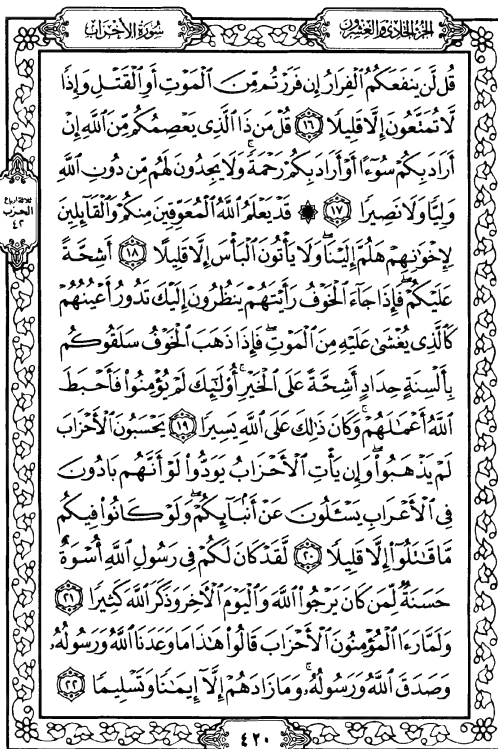 الجزء الحادي والعشرون
سورة الأحزاب
قُل لَّن يَنفَعَكُمُ ٱلْفِرَارُ إِن فَرَرْتُم مِّنَ ٱلْمَوْتِ أَوِ ٱلْقَتْلِ وَإِذًا
لَّا تُمَتَّعُونَ إِلَّا قَلِيلًا ١٦ قُلْ مَن ذَا ٱلَّذِى يَعْصِمُكُم مِّنَ ٱللَّهِ إِنْ
أَرَادَ بِكُمْ سُوٓءًا أَوْ أَرَادَ بِكُمْ رَحْمَةً ۚ وَلَا يَجِدُونَ لَهُم مِّن دُونِ ٱللَّهِ
وَلِيًّا وَلَا نَصِيرًا ١٧ ۞ قَدْ يَعْلَمُ ٱللَّهُ ٱلْمُعَوِّقِينَ مِنكُمْ وَٱلْقَآئِلِينَ
لِإِخْوَٰنِهِمْ هَلُمَّ إِلَيْنَا ۖ وَلَا يَأْتُونَ ٱلْبَأْسَ إِلَّا قَلِيلًا ١٨ أَشِحَّةً
عَلَيْكُمْ ۖ فَإِذَا جَآءَ ٱلْخَوْفُ رَأَيْتَهُمْ يَنظُرُونَ إِلَيْكَ تَدُورُ أَعْيُنُهُمْ
كَٱلَّذِى يُغْشَىٰ عَلَيْهِ مِنَ ٱلْمَوْتِ ۖ فَإِذَا ذَهَبَ ٱلْخَوْفُ سَلَقُوكُم
بِأَلْسِنَةٍ حِدَادٍ أَشِحَّةً عَلَى ٱلْخَيْرِ ۚ أُو۟لَٰٓئِكَ لَمْ يُؤْمِنُوا۟ فَأَحْبَطَ
ٱللَّهُ أَعْمَٰلَهُمْ ۚ وَكَانَ ذَٰلِكَ عَلَى ٱللَّهِ يَسِيرًا ١٩ يَحْسَبُونَ ٱلْأَحْزَابَ
لَمْ يَذْهَبُوا۟ ۖ وَإِن يَأْتِ ٱلْأَحْزَابُ يَوَدُّوا۟ لَوْ أَنَّهُم بَادُونَ
فِى ٱلْأَعْرَابِ يَسْـَٔلُونَ عَنْ أَنۢبَآئِكُمْ ۖ وَلَوْ كَانُوا۟ فِيكُم
مَّا قَٰتَلُوٓا۟ إِلَّا قَلِيلًا ٢٠ لَّقَدْ كَانَ لَكُمْ فِى رَسُولِ ٱللَّهِ أُسْوَةٌ
حَسَنَةٌ لِّمَن كَانَ يَرْجُوا۟ ٱللَّهَ وَٱلْيَوْمَ ٱلْءَاخِرَ وَذَكَرَ ٱللَّهَ كَثِيرًا ٢١
وَلَمَّا رَءَا ٱلْمُؤْمِنُونَ ٱلْأَحْزَابَ قَالُوا۟ هَٰذَا مَا وَعَدَنَا ٱللَّهُ وَرَسُولُهُۥ
وَصَدَقَ ٱللَّهُ وَرَسُولُهُۥ ۚ وَمَا زَادَهُمْ إِلَّآ إِيمَٰنًا وَتَسْلِيمًا ٢٢
ثلاثة أرباع
الحزب
٤٢
٤٢٠